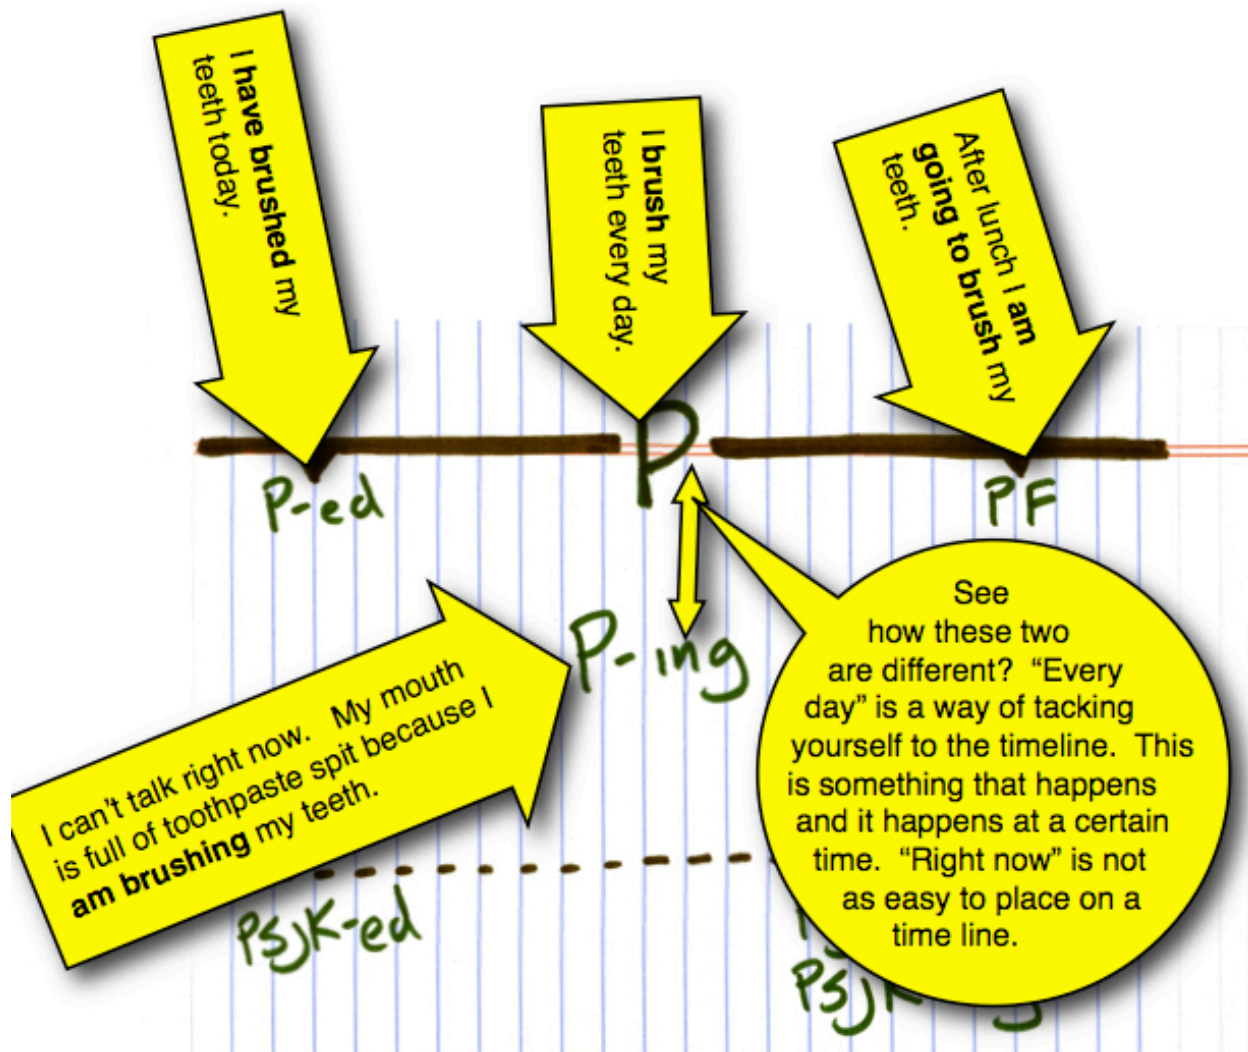 I have brushed my
teeth today.
I brush my
teeth every day.
After lunch I am
going to brush my
teeth.
P
P-ed
PF
P-ing
See
how these two
are different?  “Every
day” is a way of tacking
yourself to the timeline.  This
is something that happens
and it happens at a certain
time.  “Right now” is not
as easy to place on a
time line.
I can’t talk right now.  My mouth
is full of toothpaste spit because I
am brushing my teeth.
PSJK-ed